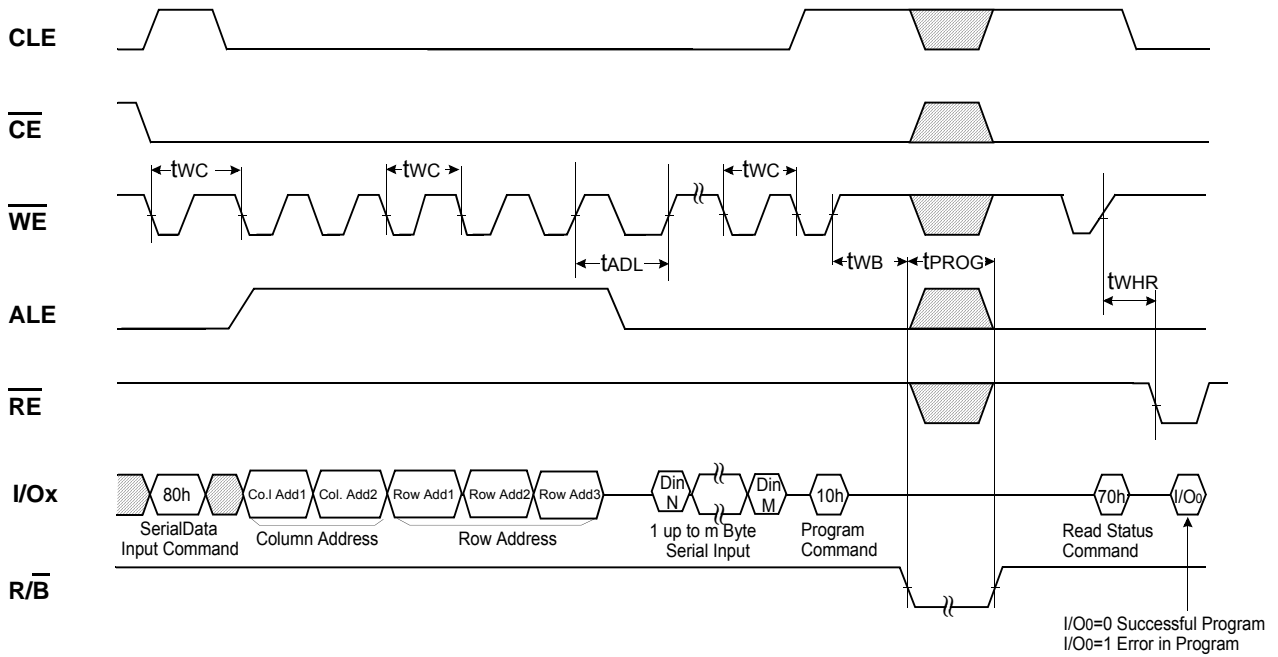 CLE
CE
tWC
tWC
tWC
WE
tADL
tWB
tPROG
tWHR
ALE
RE
I/Ox
80h
Co.l Add1
Col. Add2
Row Add1
Row Add2
Row Add3
Din
N
Din
M
10h
70h
I/O0
SerialData
Input Command
Column Address
Row Address
1 up to m Byte
Serial Input
Program
Command
Read Status
Command
R/B
I/O0=0 Successful Program
I/O0=1 Error in Program